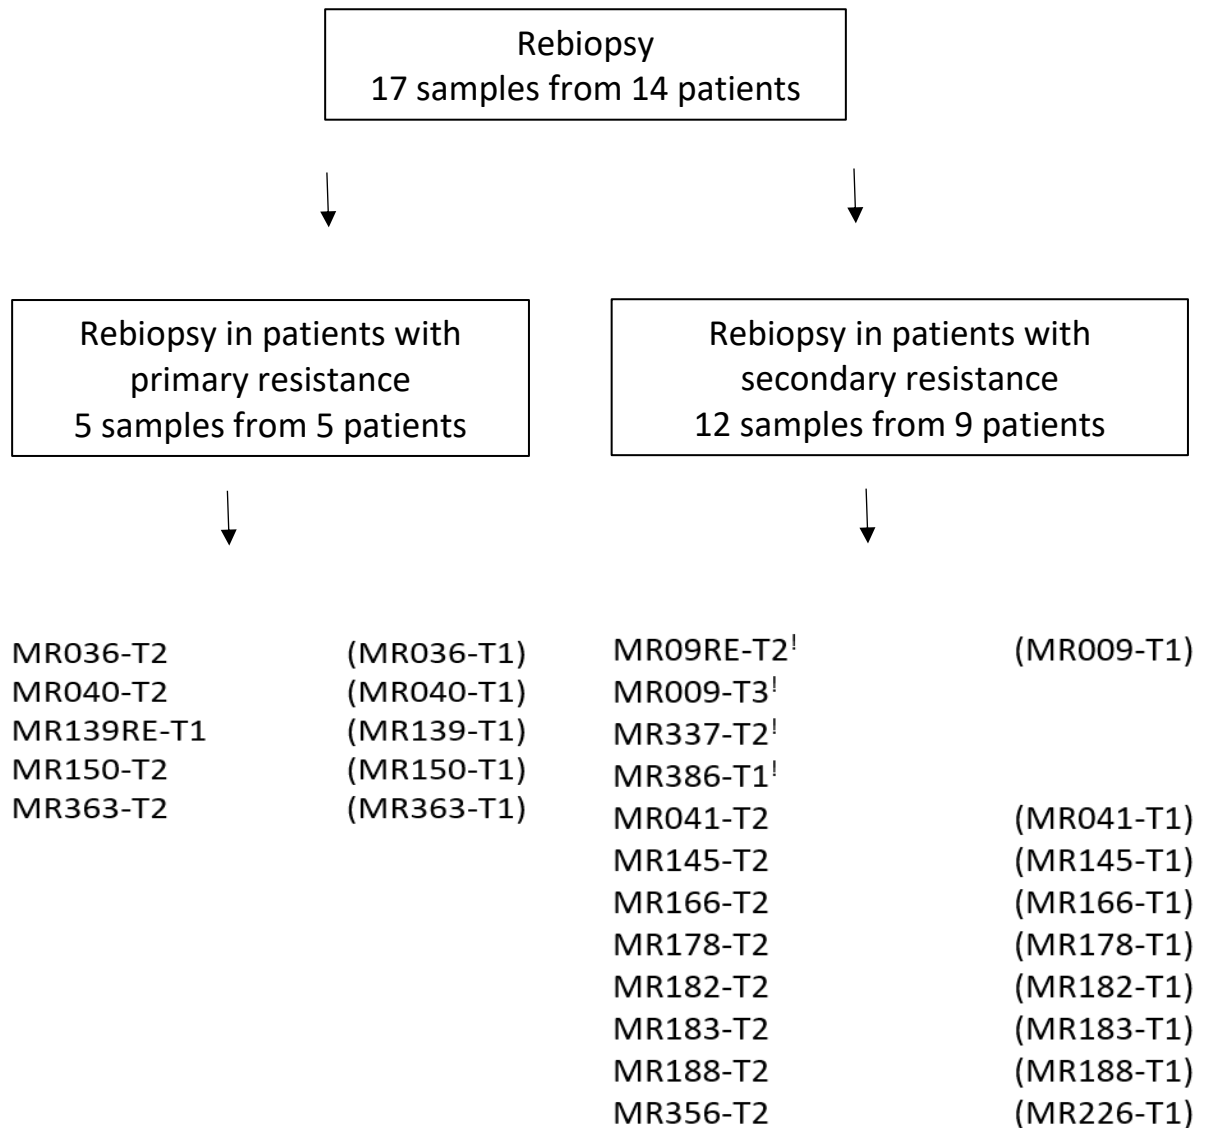 Rebiopsy
17 samples from 14 patients
Rebiopsy in patients with
primary resistance
5 samples from 5 patients
Rebiopsy in patients with
secondary resistance
12 samples from 9 patients
MR036-T2 (MR036-T1)
MR040-T2 (MR040-T1)
MR139RE-T1 (MR139-T1)
MR150-T2 (MR150-T1)
MR363-T2 (MR363-T1)
MR09RE-T2! (MR009-T1)
MR009-T3!
MR337-T2!
MR386-T1!
MR041-T2 (MR041-T1)
MR145-T2 (MR145-T1)
MR166-T2 (MR166-T1)
MR178-T2 (MR178-T1)
MR182-T2 (MR182-T1)
MR183-T2 (MR183-T1)
MR188-T2 (MR188-T1)
MR356-T2 (MR226-T1)